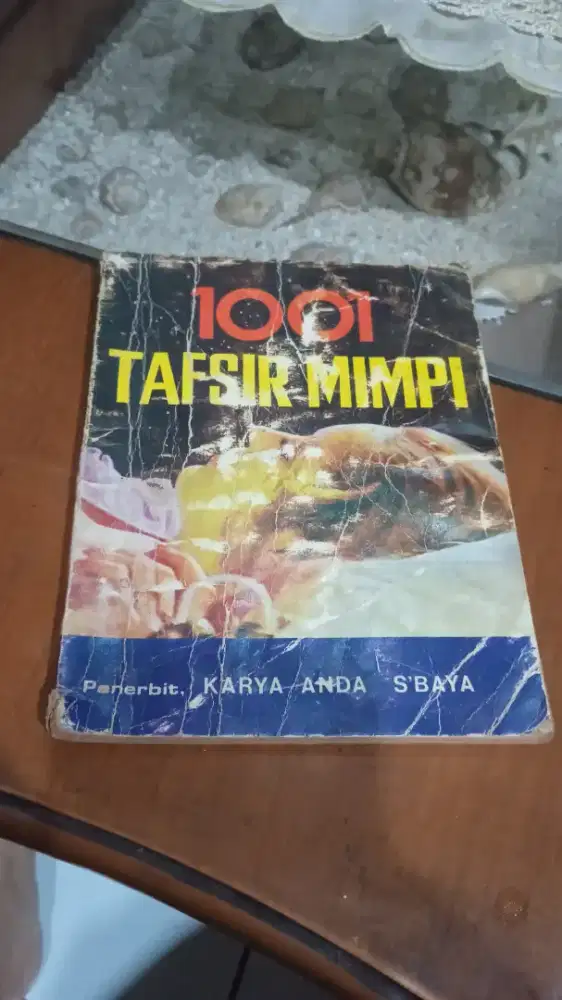 1001
TAFSIR MIMPI
Penerbit. KARYA ANDA S'BAYA